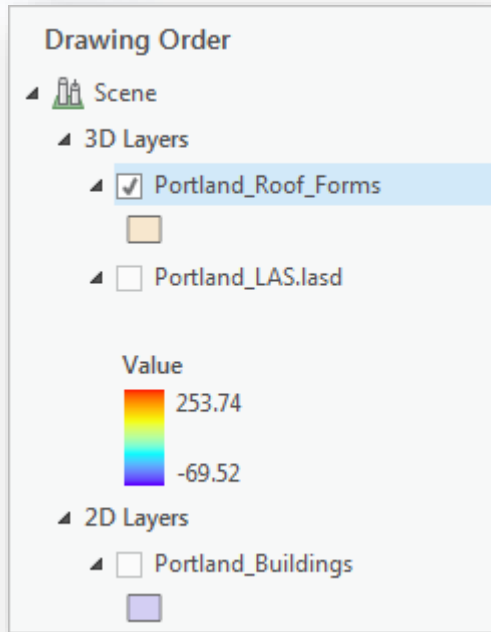 Drawing Order
Scene
3D Layers
Portland_Roof_Forms
Portland_LAS.lasd
Value
253.74
-69.52
2D Layers
Portland_Buildings